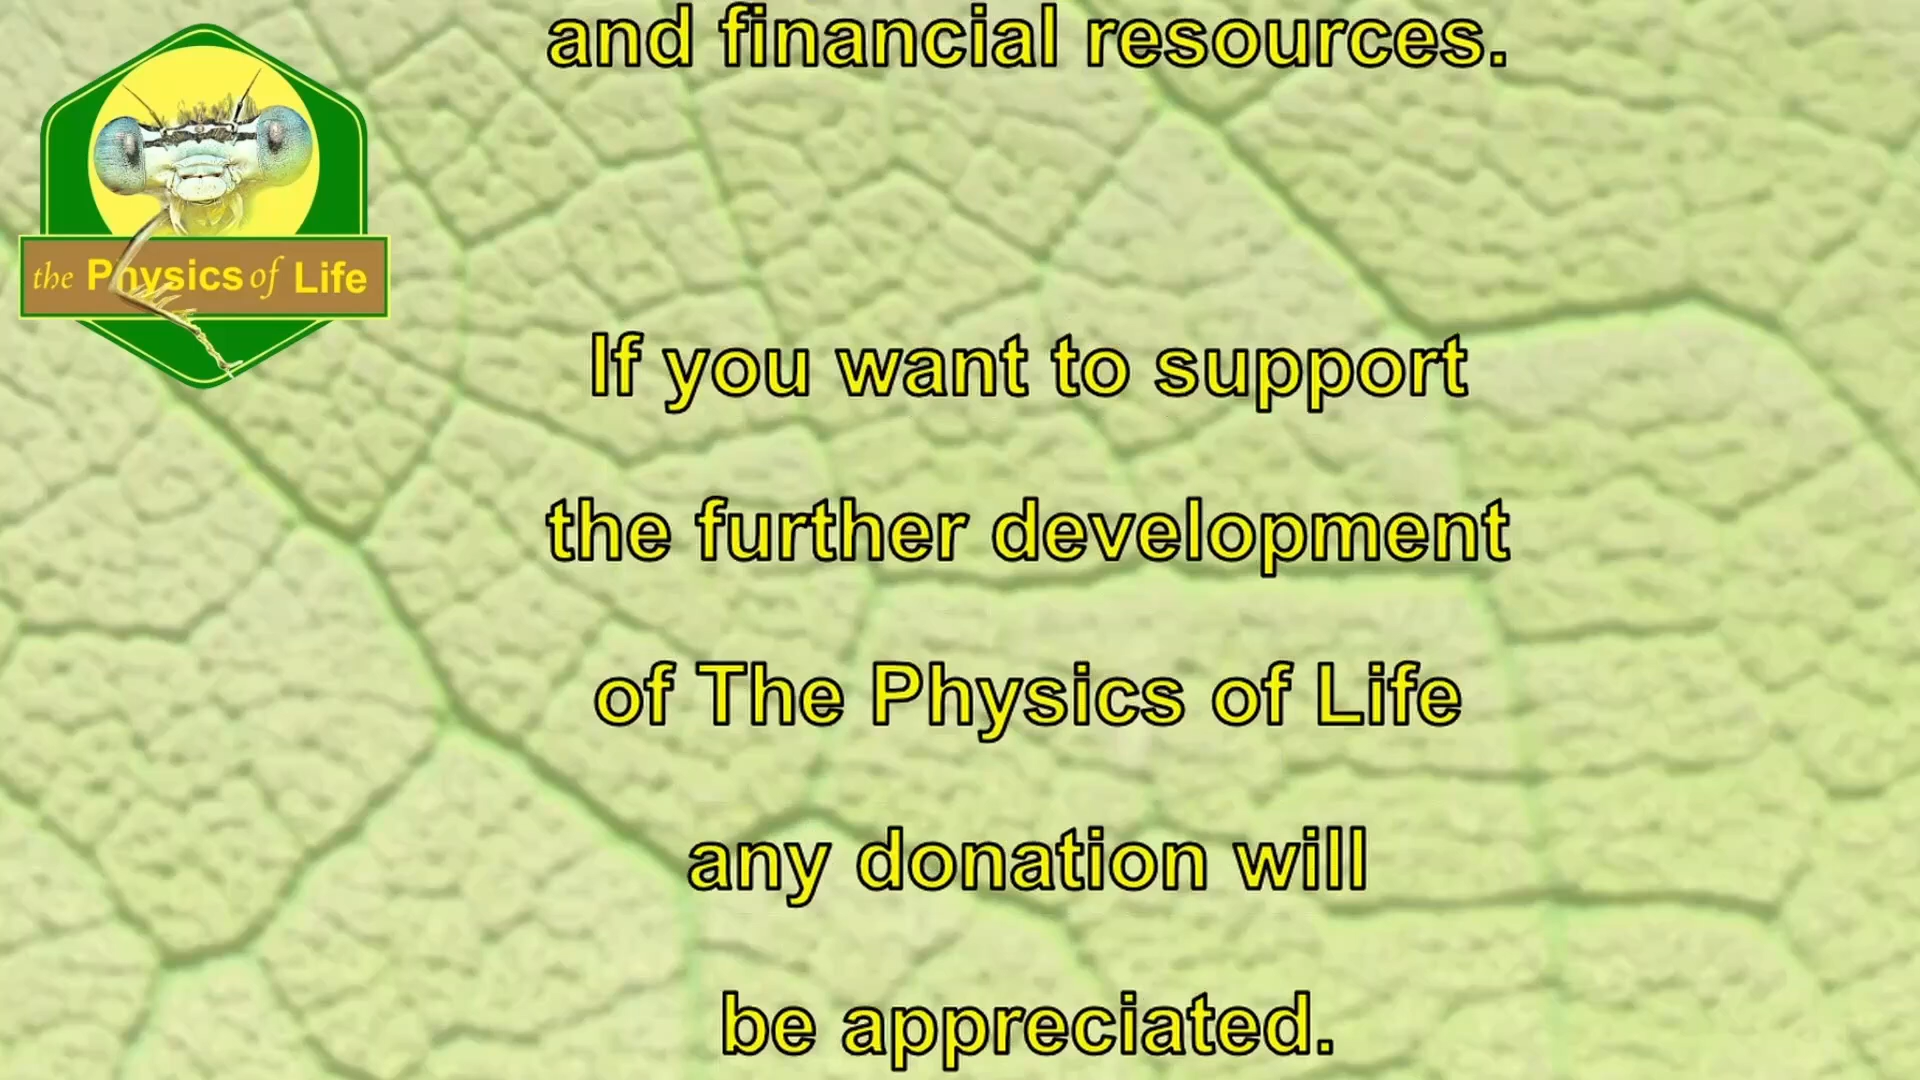 and financial resources.
the Physics of Life
If you want to support
the further development
of The Physics of Life
any donation will
be appreciated.